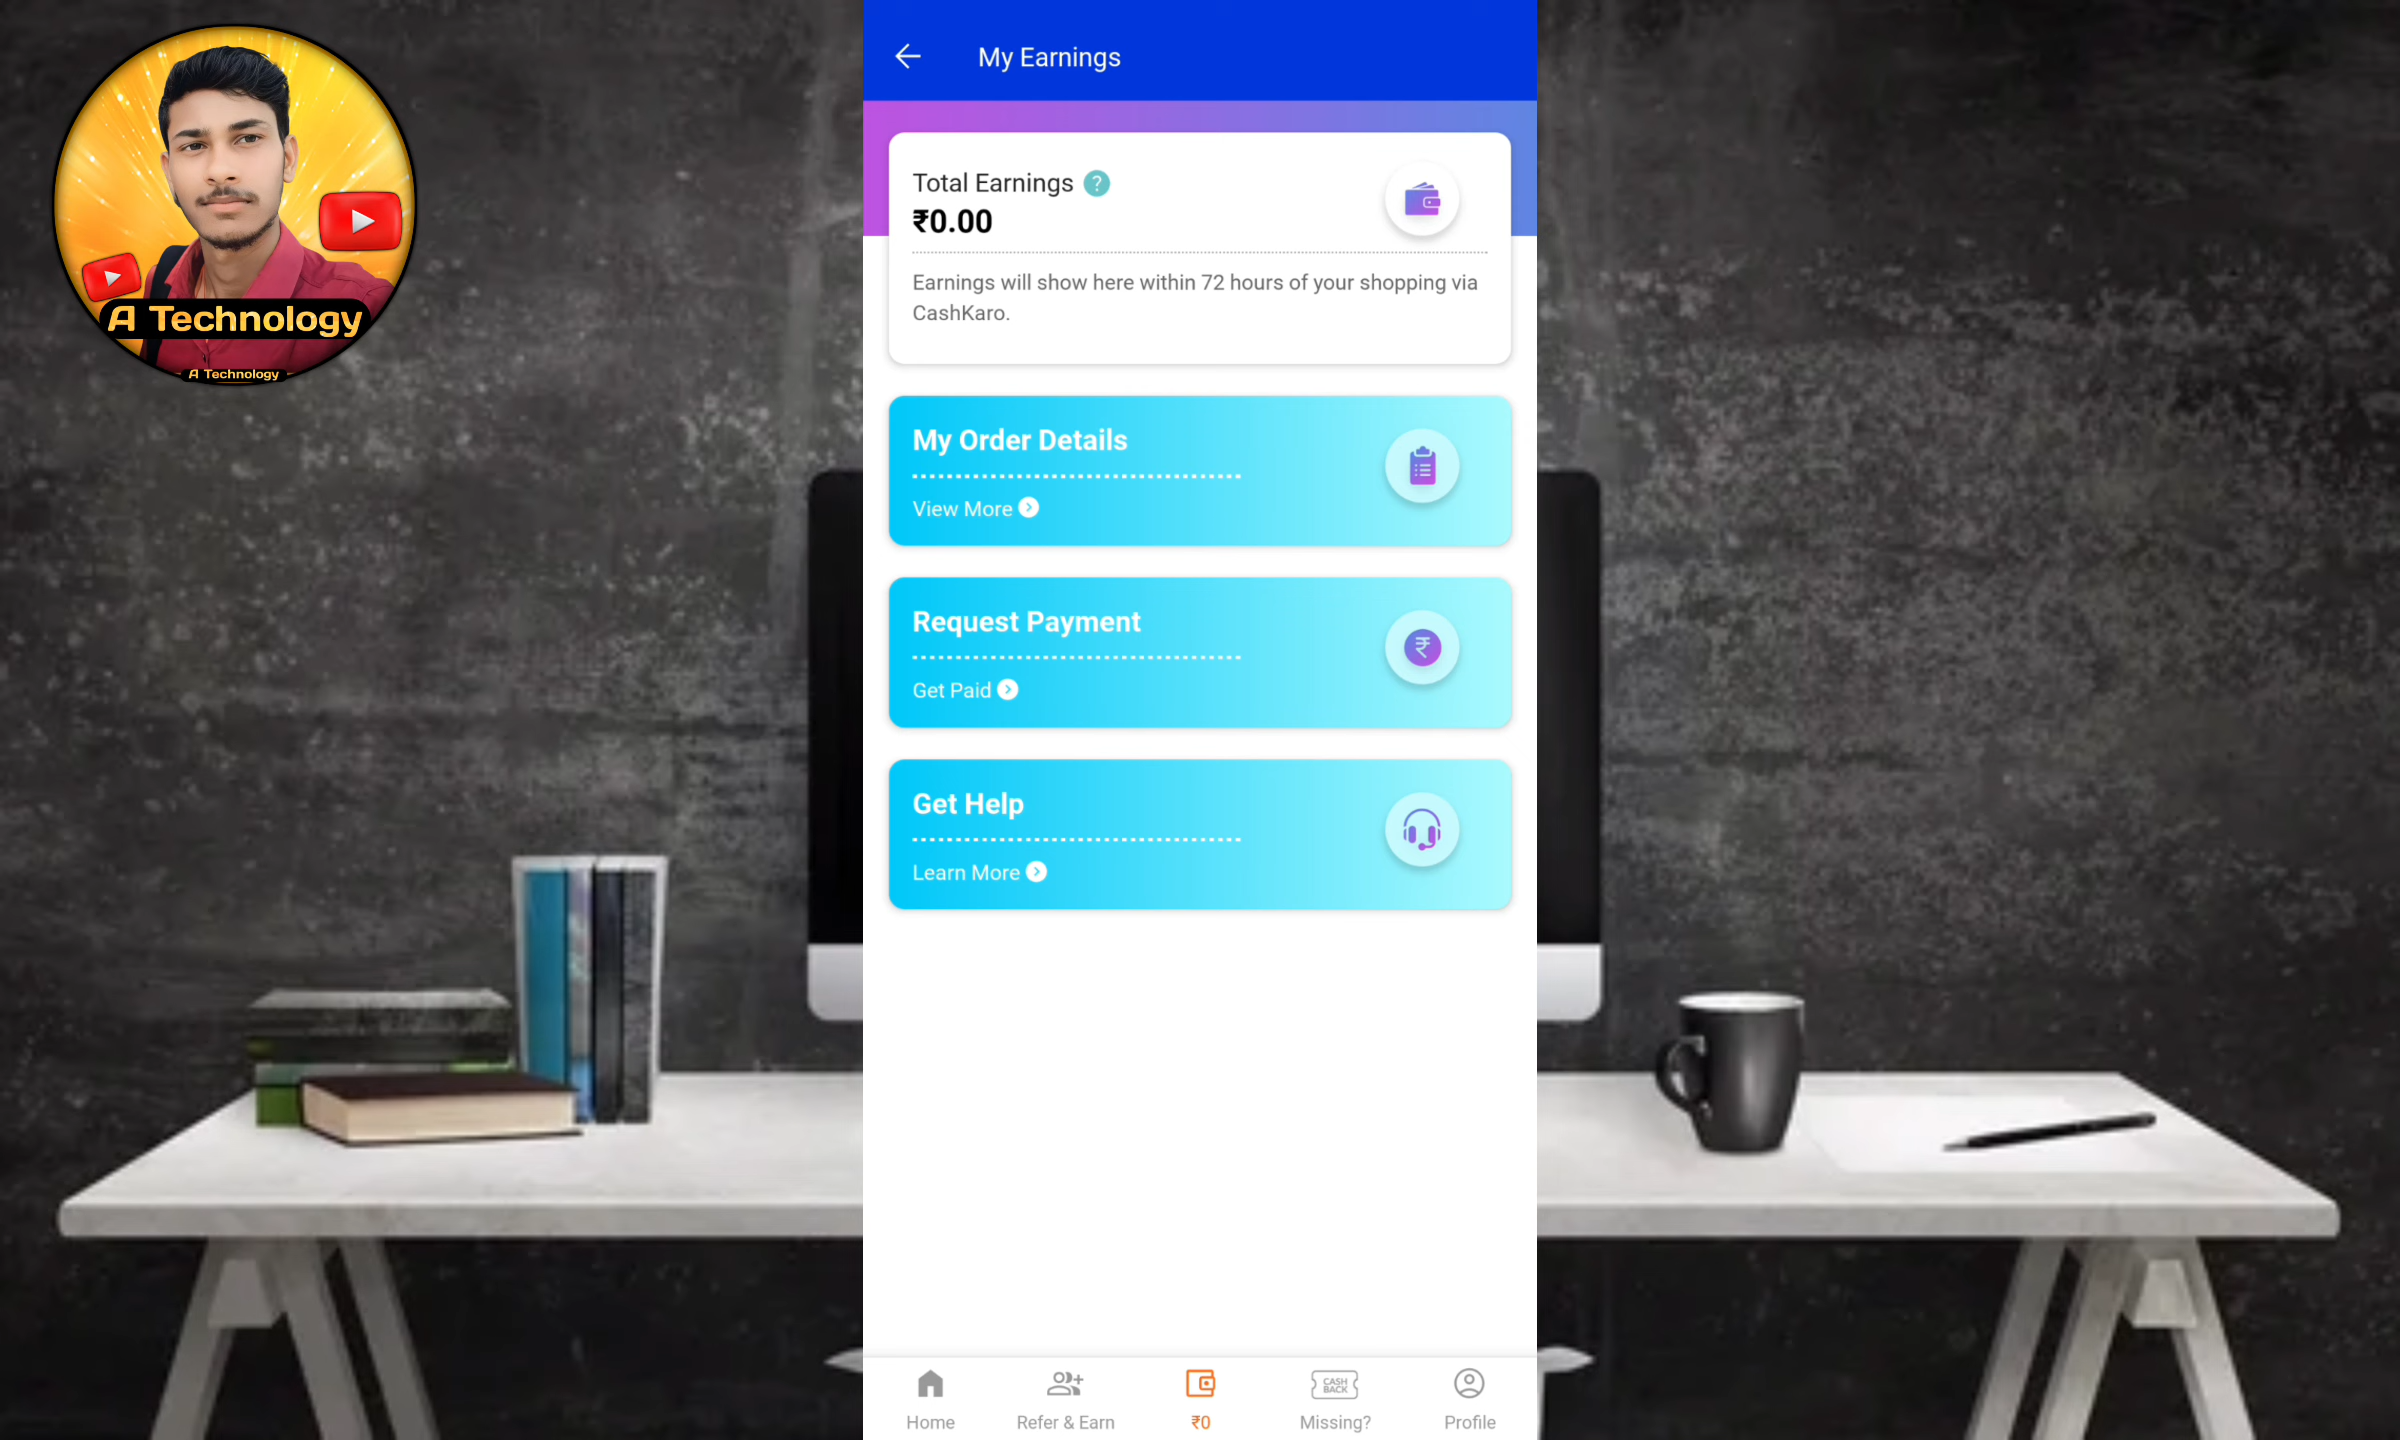 A Technology
A Technology
My Earnings
Total Earnings ?
₹0.00
Earnings will show here within 72 hours of your shopping via
CashKaro.
My Order Details
View More
Request Payment
₹
Get Paid
Get Help
Learn More
CASH
BACK
Home
Refer & Earn
₹0
Missing?
Profile